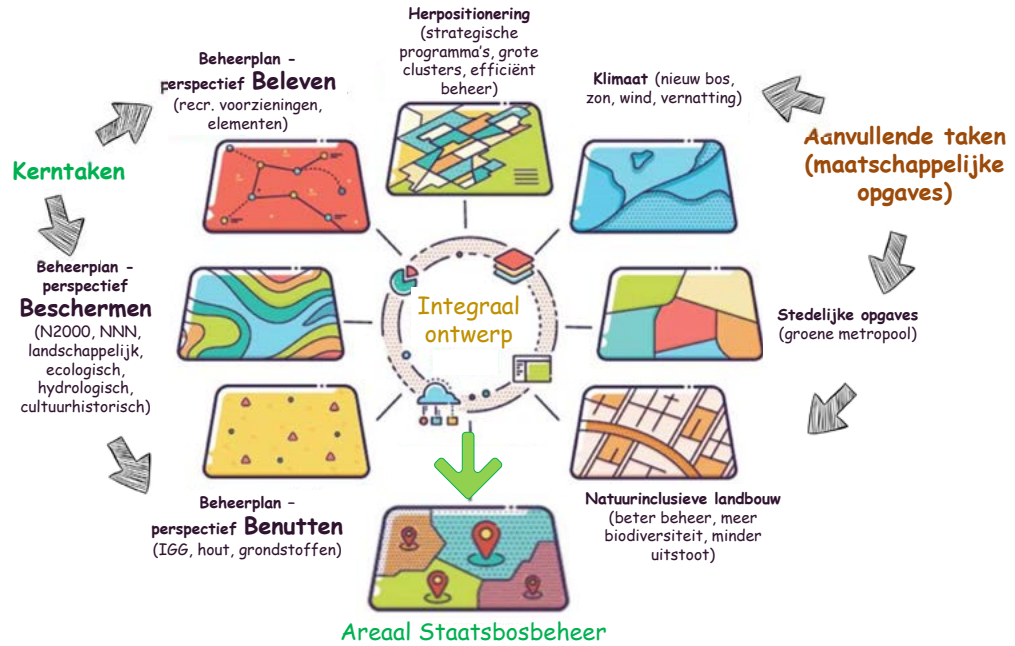 Herpositionering
(strategische
programma's, grote
clusters, efficiënt
beheer)
Beheerplan -
perspectief Beleven
(recr. voorzieningen,
elementen)
Klimaat (nieuw bos,
zon, wind, vernatting)
Kerntaken
Aanvullende taken
(maatschappelijke
opgaves)
Beheerplan -
perspectief
Beschermen
(N2000, NNN,
landschappelijk,
ecologisch,
hydrologisch,
cultuurhistorisch)
Integraal
ontwerp
Stedelijke opgaves
(groene metropool)
Beheerplan -
perspectief Benutten
(IGG, hout, grondstoffen)
Natuurinclusieve landbouw
(beter beheer, meer
biodiversiteit, minder
uitstoot)
Areaal Staatsbosbeheer